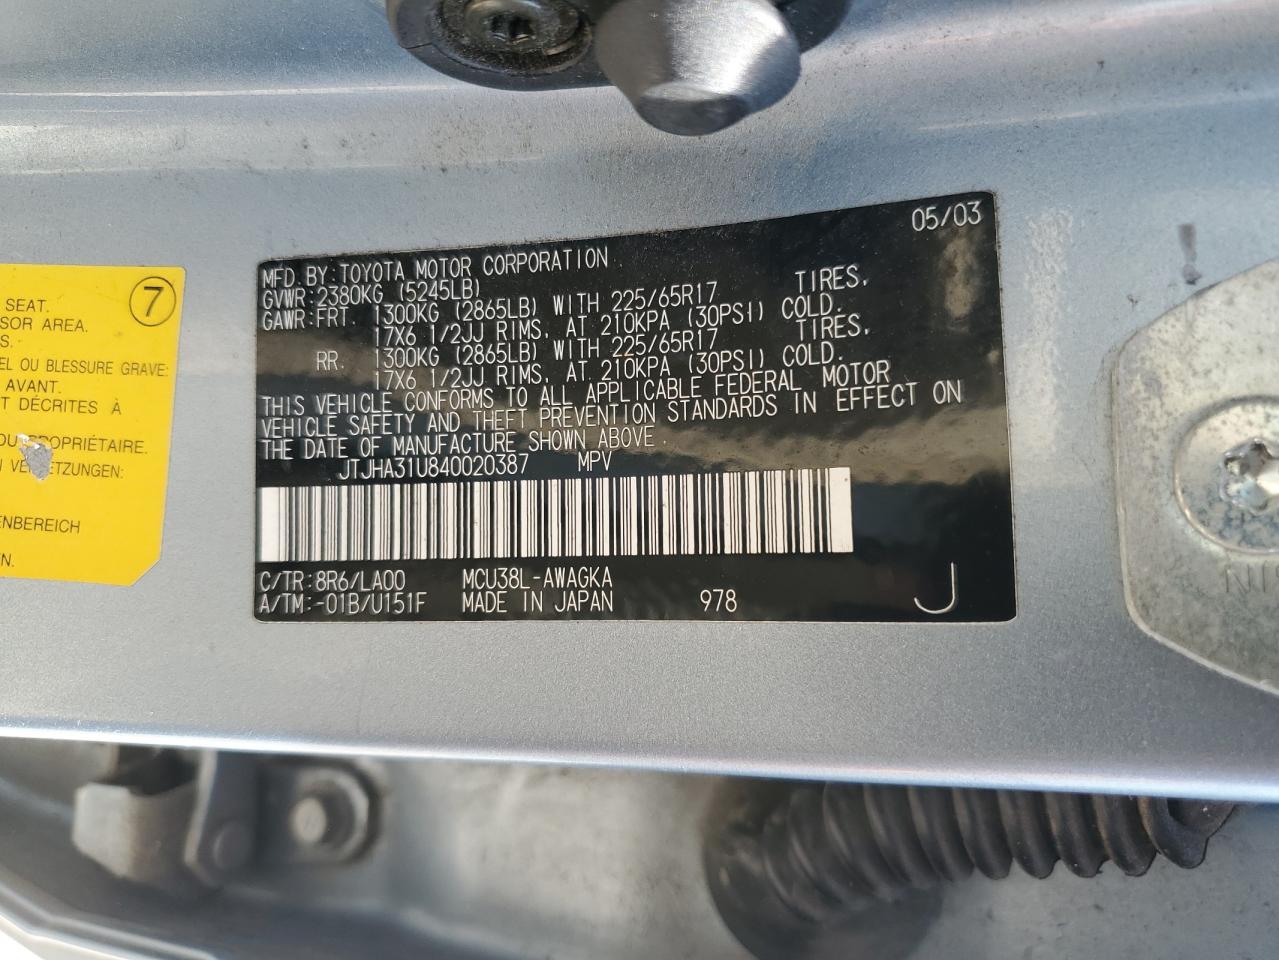 05/03
MFD. BY: TOYOTA MOTOR CORPORATION
GVWR: 2380KG (5245LB)
GAWR: FRT. 1300KG (2865LB) WITH 225/65R17 TIRES.
17X6 1/2JJ RIMS. AT 210KPA (30PSI) COLD.
RR. 1300KG (2865LB) WITH 225/65R17 TIRES.
17X6 1/2JJ RIMS. AT 210KPA (30PSI) COLD.
THIS VEHICLE CONFORMS TO ALL APPLICABLE FEDERAL MOTOR
VEHICLE SAFETY AND THEFT PREVENTION STANDARDS IN EFFECT ON
THE DATE OF MANUFACTURE SHOWN ABOVE.
JTJHA31U840020387 MPV
C/TR: 8R6/LA00 MCU38L-AWAGKA
A/TM: -01B/U151F MADE IN JAPAN 978 J
7
SEAT.
SOR AREA.
S.
EL OU BLESSURE GRAVE
AVANT.
T DÉCRITES À
DU PROPRIÉTAIRE.
ENBEREICH
EN.